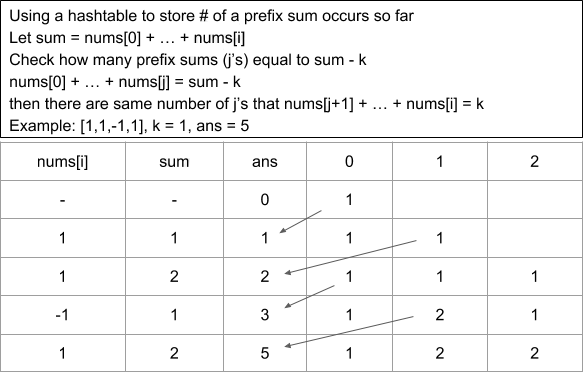 Using a hashtable to store # of a prefix sum occurs so far
Let sum = nums[0] + … + nums[i]
Check how many prefix sums (j’s) equal to sum - k
nums[0] + … + nums[j] = sum - k
then there are same number of j’s that nums[j+1] + … + nums[i] = k
Example: [1,1,-1,1], k = 1, ans = 5
nums[i] sum ans 0 1 2
- - 0 1
1 1 1 1 1
1 2 2 1 1 1
-1 1 3 1 2 1
1 2 5 1 2 2